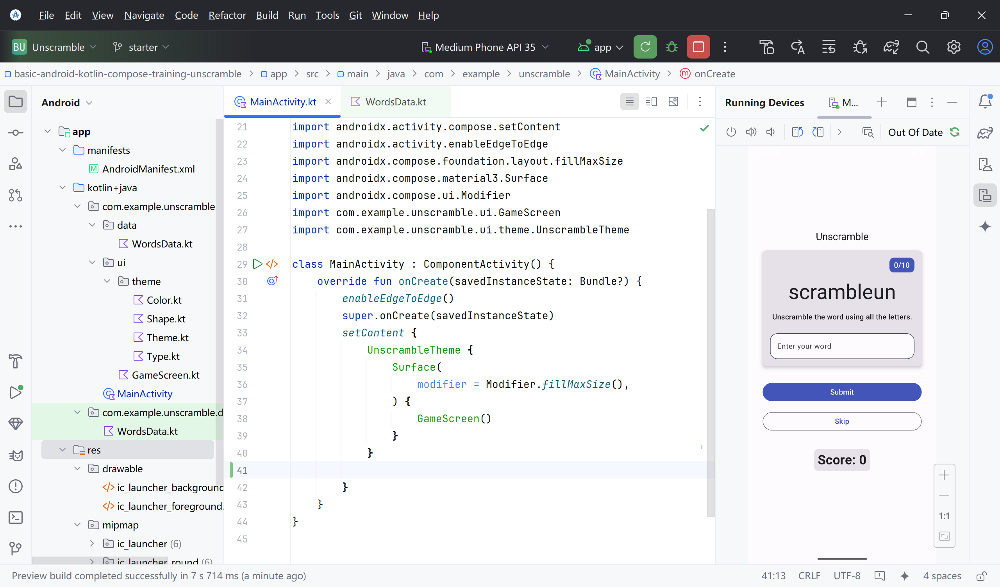 File Edit View Navigate Code Refactor Build Run Tools Git Window Help
BU Unscramble starter Medium Phone API 35 app
basic-android-kotlin-compose-training-unscramble app src main java com example unscramble MainActivity onCreate
Android
app
manifests
AndroidManifest.xml
kotlin+java
com.example.unscramble
data
WordsData.kt
ui
theme
Color.kt
Shape.kt
Theme.kt
Type.kt
GameScreen.kt
MainActivity
com.example.unscramble.d
WordsData.kt
res
drawable
ic_launcher_background
ic_launcher_foreground.
mipmap
ic_launcher (6)
ic_launcher_round (6)
MainActivity.kt WordsData.kt
21 import androidx.activity.compose.setContent
22 import androidx.activity.enableEdgeToEdge
23 import androidx.compose.foundation.layout.fillMaxSize
24 import androidx.compose.material3.Surface
25 import androidx.compose.ui.Modifier
26 import com.example.unscramble.ui.GameScreen
27 import com.example.unscramble.ui.theme.UnscrambleTheme
28
29 class MainActivity : ComponentActivity() {
30 override fun onCreate(savedInstanceState: Bundle?) {
31 enableEdgeToEdge()
32 super.onCreate(savedInstanceState)
33 setContent {
34 UnscrambleTheme {
35 Surface(
36 modifier = Modifier.fillMaxSize(),
37 ) {
38 GameScreen()
39 }
40 }
41
42 }
43 }
44 }
45
Running Devices M...
Out Of Date
Unscramble
0/10
scrambleun
Unscramble the word using all the letters.
Enter your word
Submit
Skip
Score: 0
1:1
Preview build completed successfully in 7 s 714 ms (a minute ago) 41:13 CRLF UTF-8 4 spaces